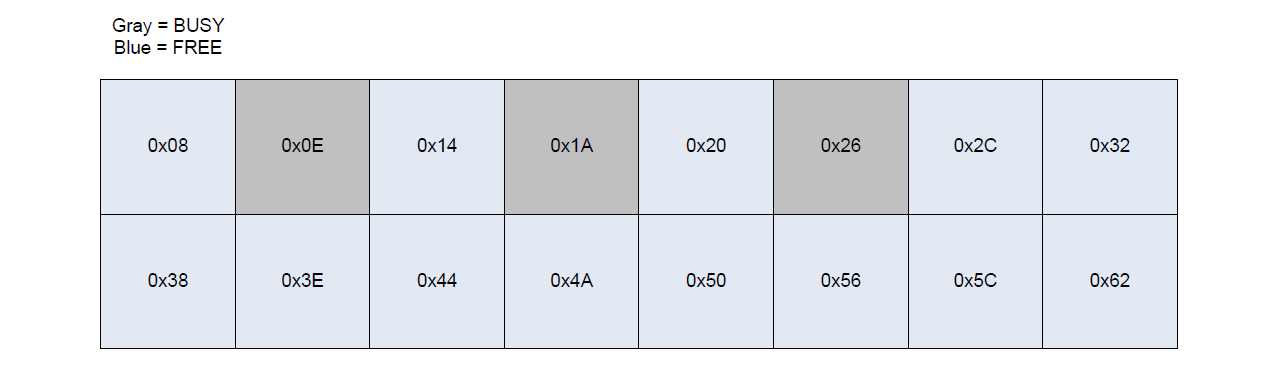 Gray = BUSY
Blue = FREE
0x08 0x0E 0x14 0x1A 0x20 0x26 0x2C 0x32
0x38 0x3E 0x44 0x4A 0x50 0x56 0x5C 0x62